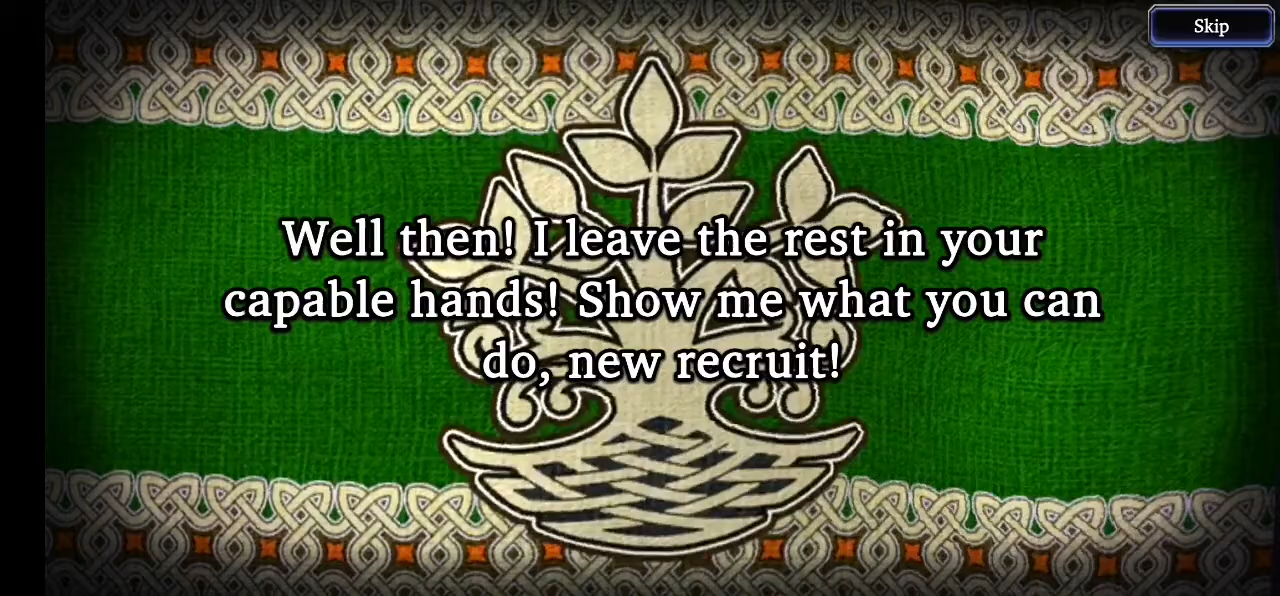 Skip
Well then! I leave the rest in your
capable hands! Show me what you can
do, new recruit!